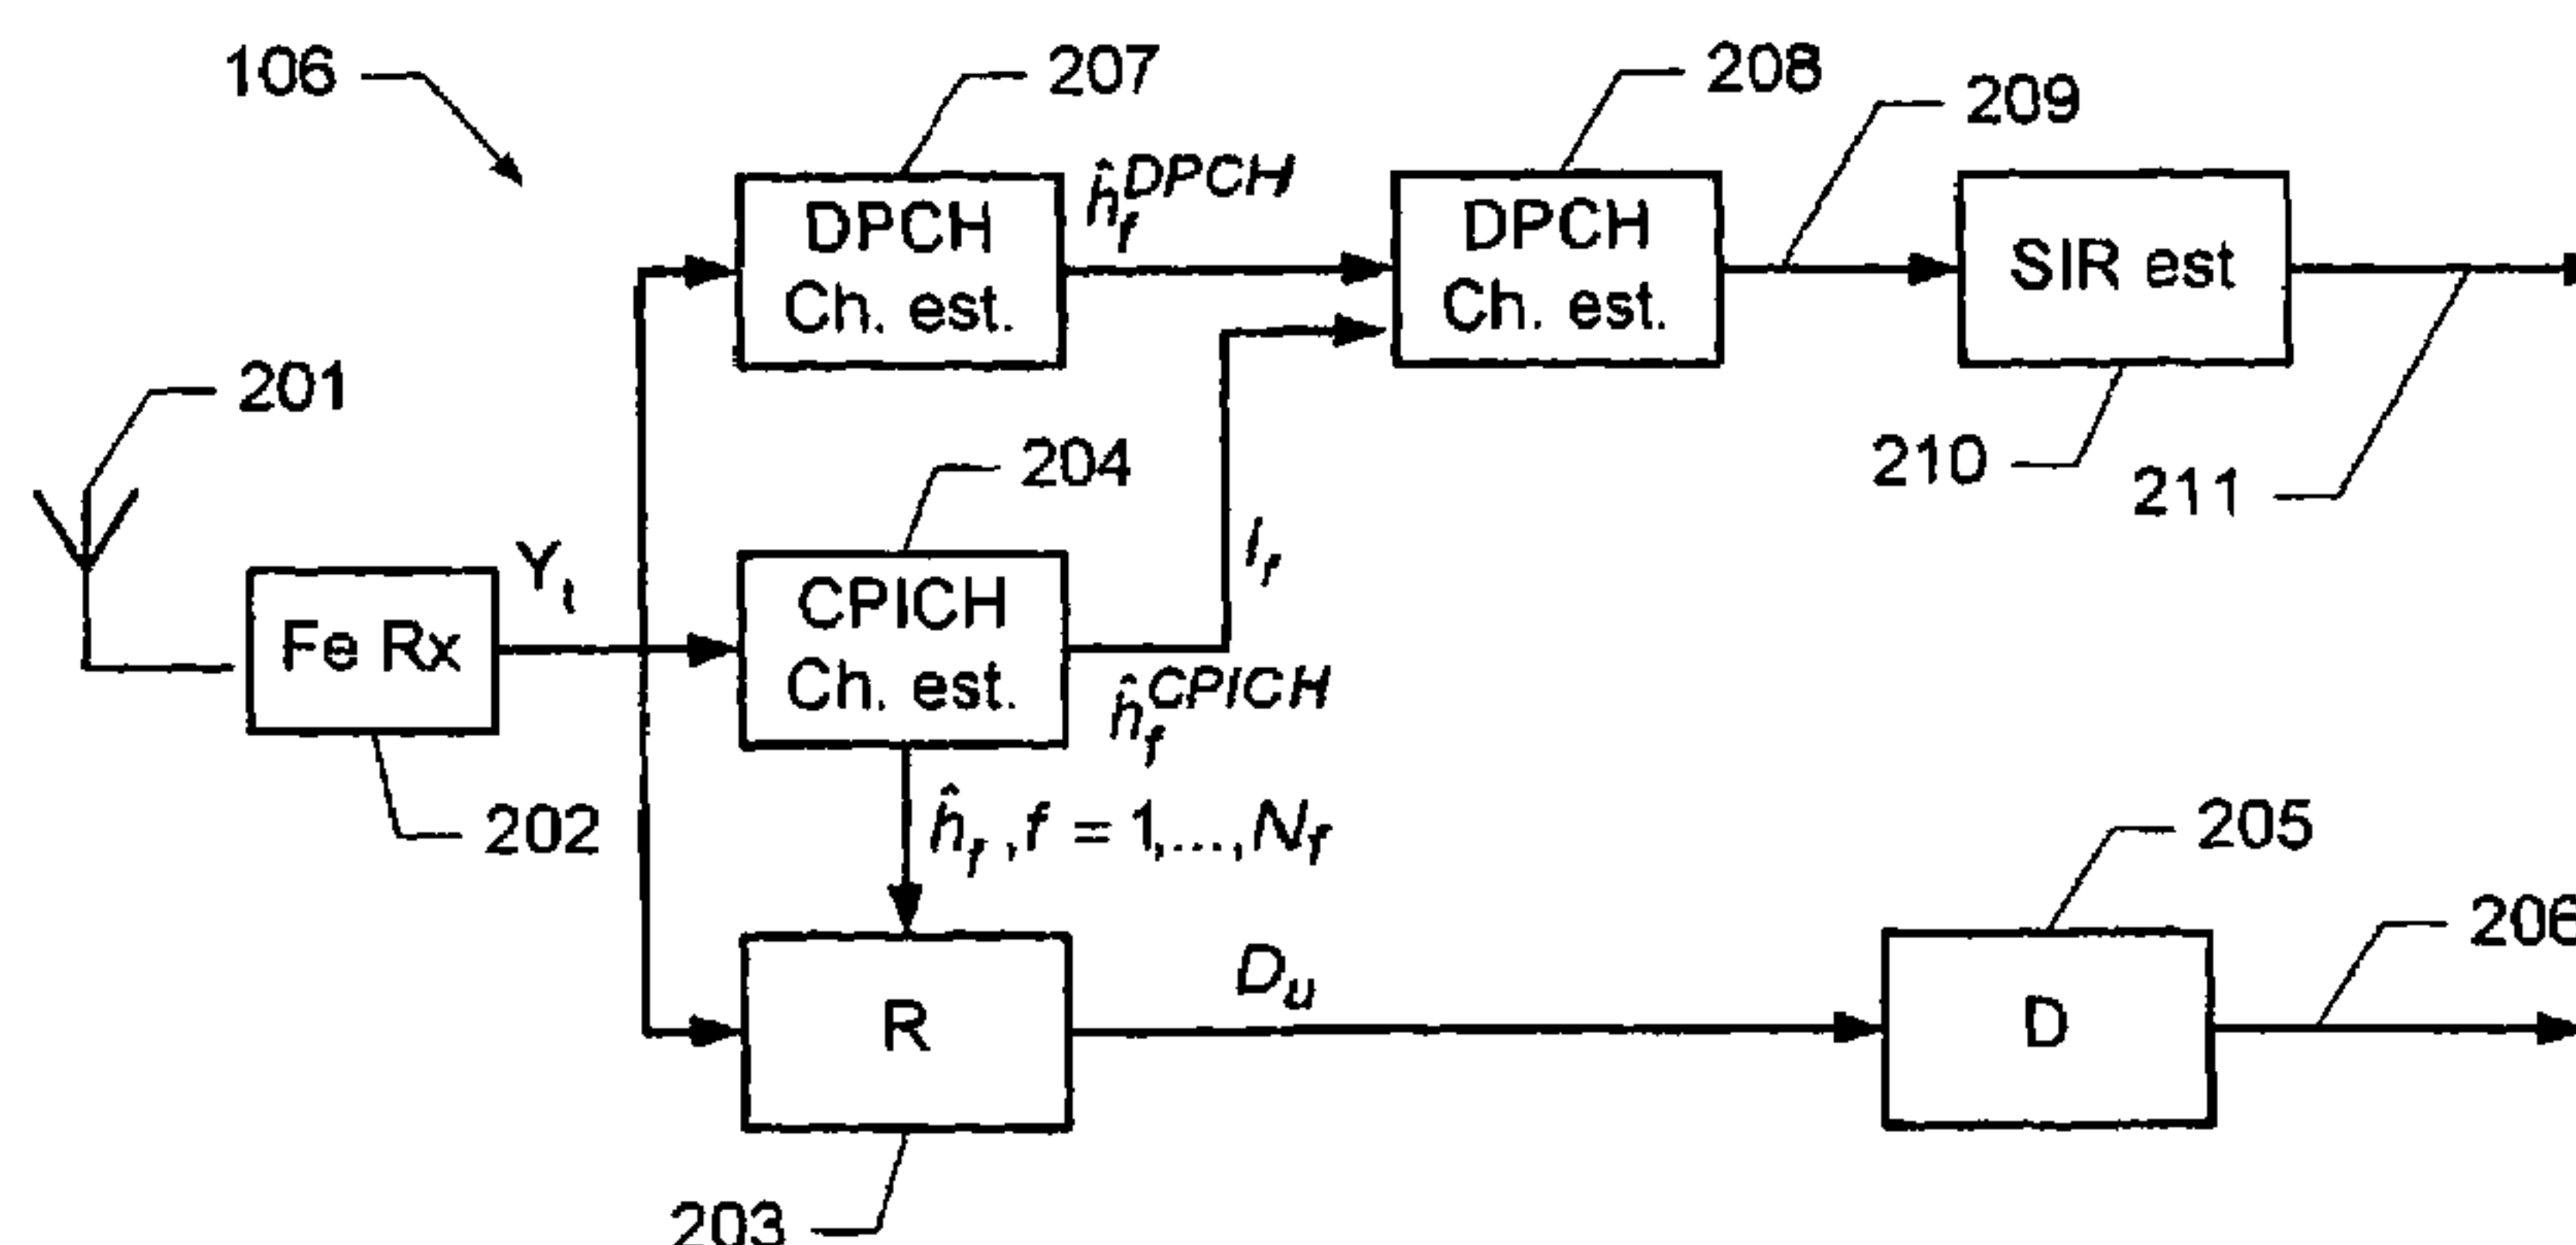 106
207
208
209
DPCH
Ch. est.
ĥ_f^DPCH
DPCH
Ch. est.
SIR est
201
204
210
211
Y_t
I_f
Fe Rx
CPICH
Ch. est.
ĥ_f^CPICH
202
ĥ_f, f = 1,..., N_f
205
206
D_u
R
D
203